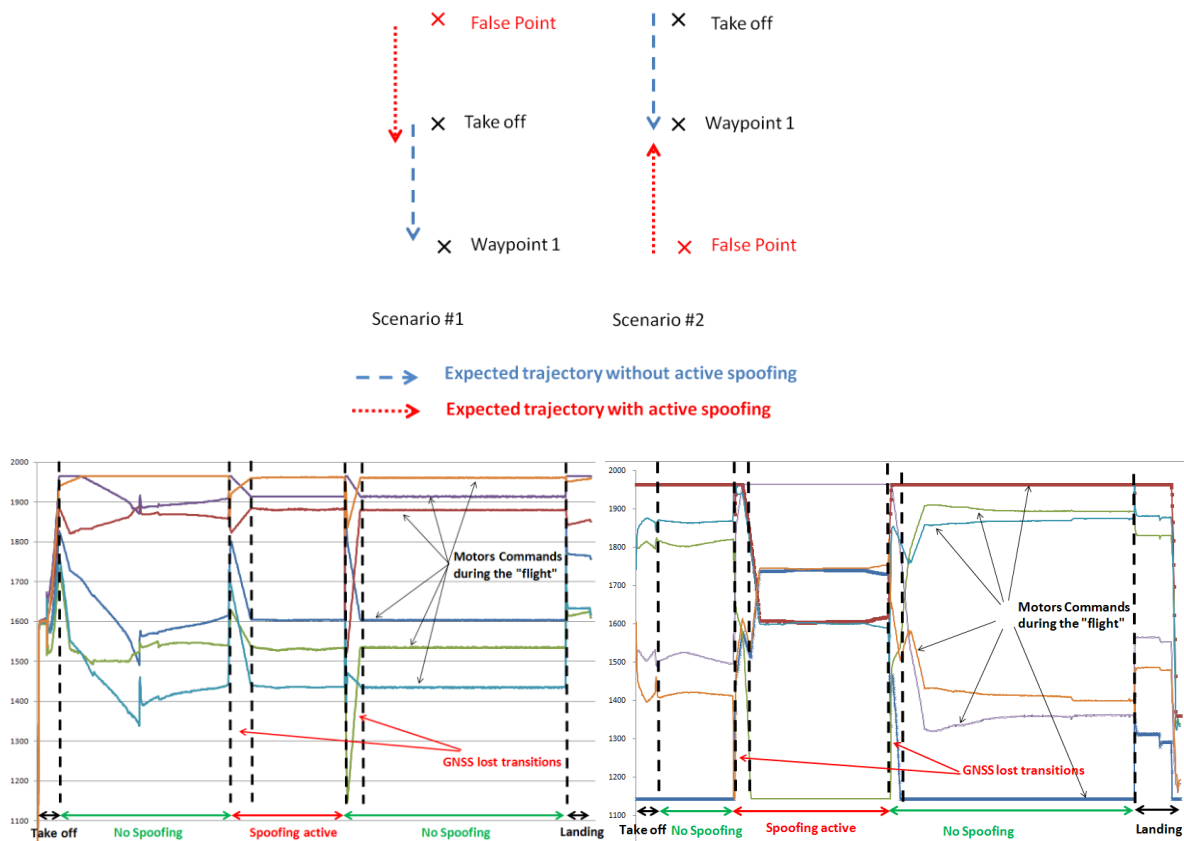 False Point
Take off
Take off
Waypoint 1
Waypoint 1
False Point
Scenario #1
Scenario #2
Expected trajectory without active spoofing
Expected trajectory with active spoofing
2000
1900
1800
1700
1600
1500
1400
1300
1200
1100
Motors Commands
during the "flight"
GNSS lost transitions
Take off
No Spoofing
Spoofing active
No Spoofing
Landing
2000
1900
1800
1700
1600
1500
1400
1300
1200
1100
Motors Commands
during the "flight"
GNSS lost transitions
Take off
No Spoofing
Spoofing active
No Spoofing
Landing